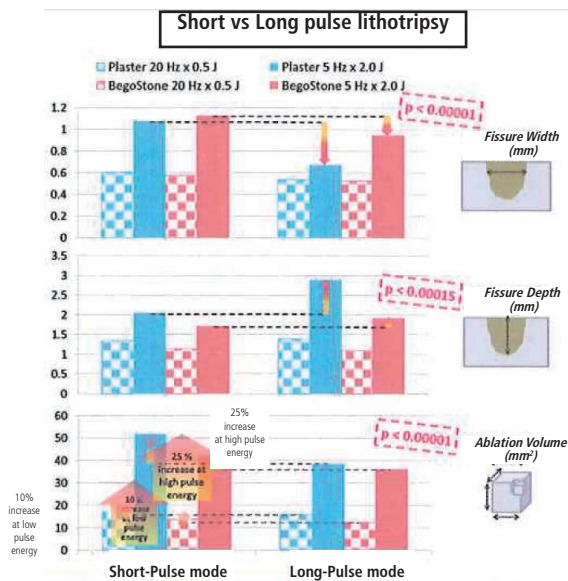 Short vs Long pulse lithotripsy
Plaster 20 Hz x 0.5 J
Plaster 5 Hz x 2.0 J
BegoStone 20 Hz x 0.5 J
BegoStone 5 Hz x 2.0 J
1.2
1
0.8
0.6
0.4
0.2
0
p < 0.00001
Fissure Width
(mm)
3.5
3
2.5
2
1.5
1
0.5
0
p < 0.00015
Fissure Depth
(mm)
60
50
40
30
20
10
0
25%
increase
at high pulse
energy
25 %
increase at
high pulse
energy
10%
increase
at low
pulse
energy
10
increase
low
pulse
energy
p < 0.00001
Ablation Volume
(mm²)
Short-Pulse mode
Long-Pulse mode